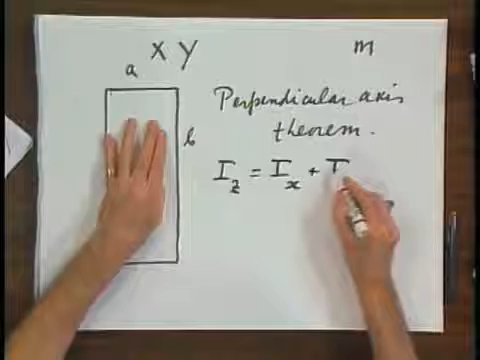 X Y
m
a
b
Perpendicular axis
theorem.
I_z = I_x + I